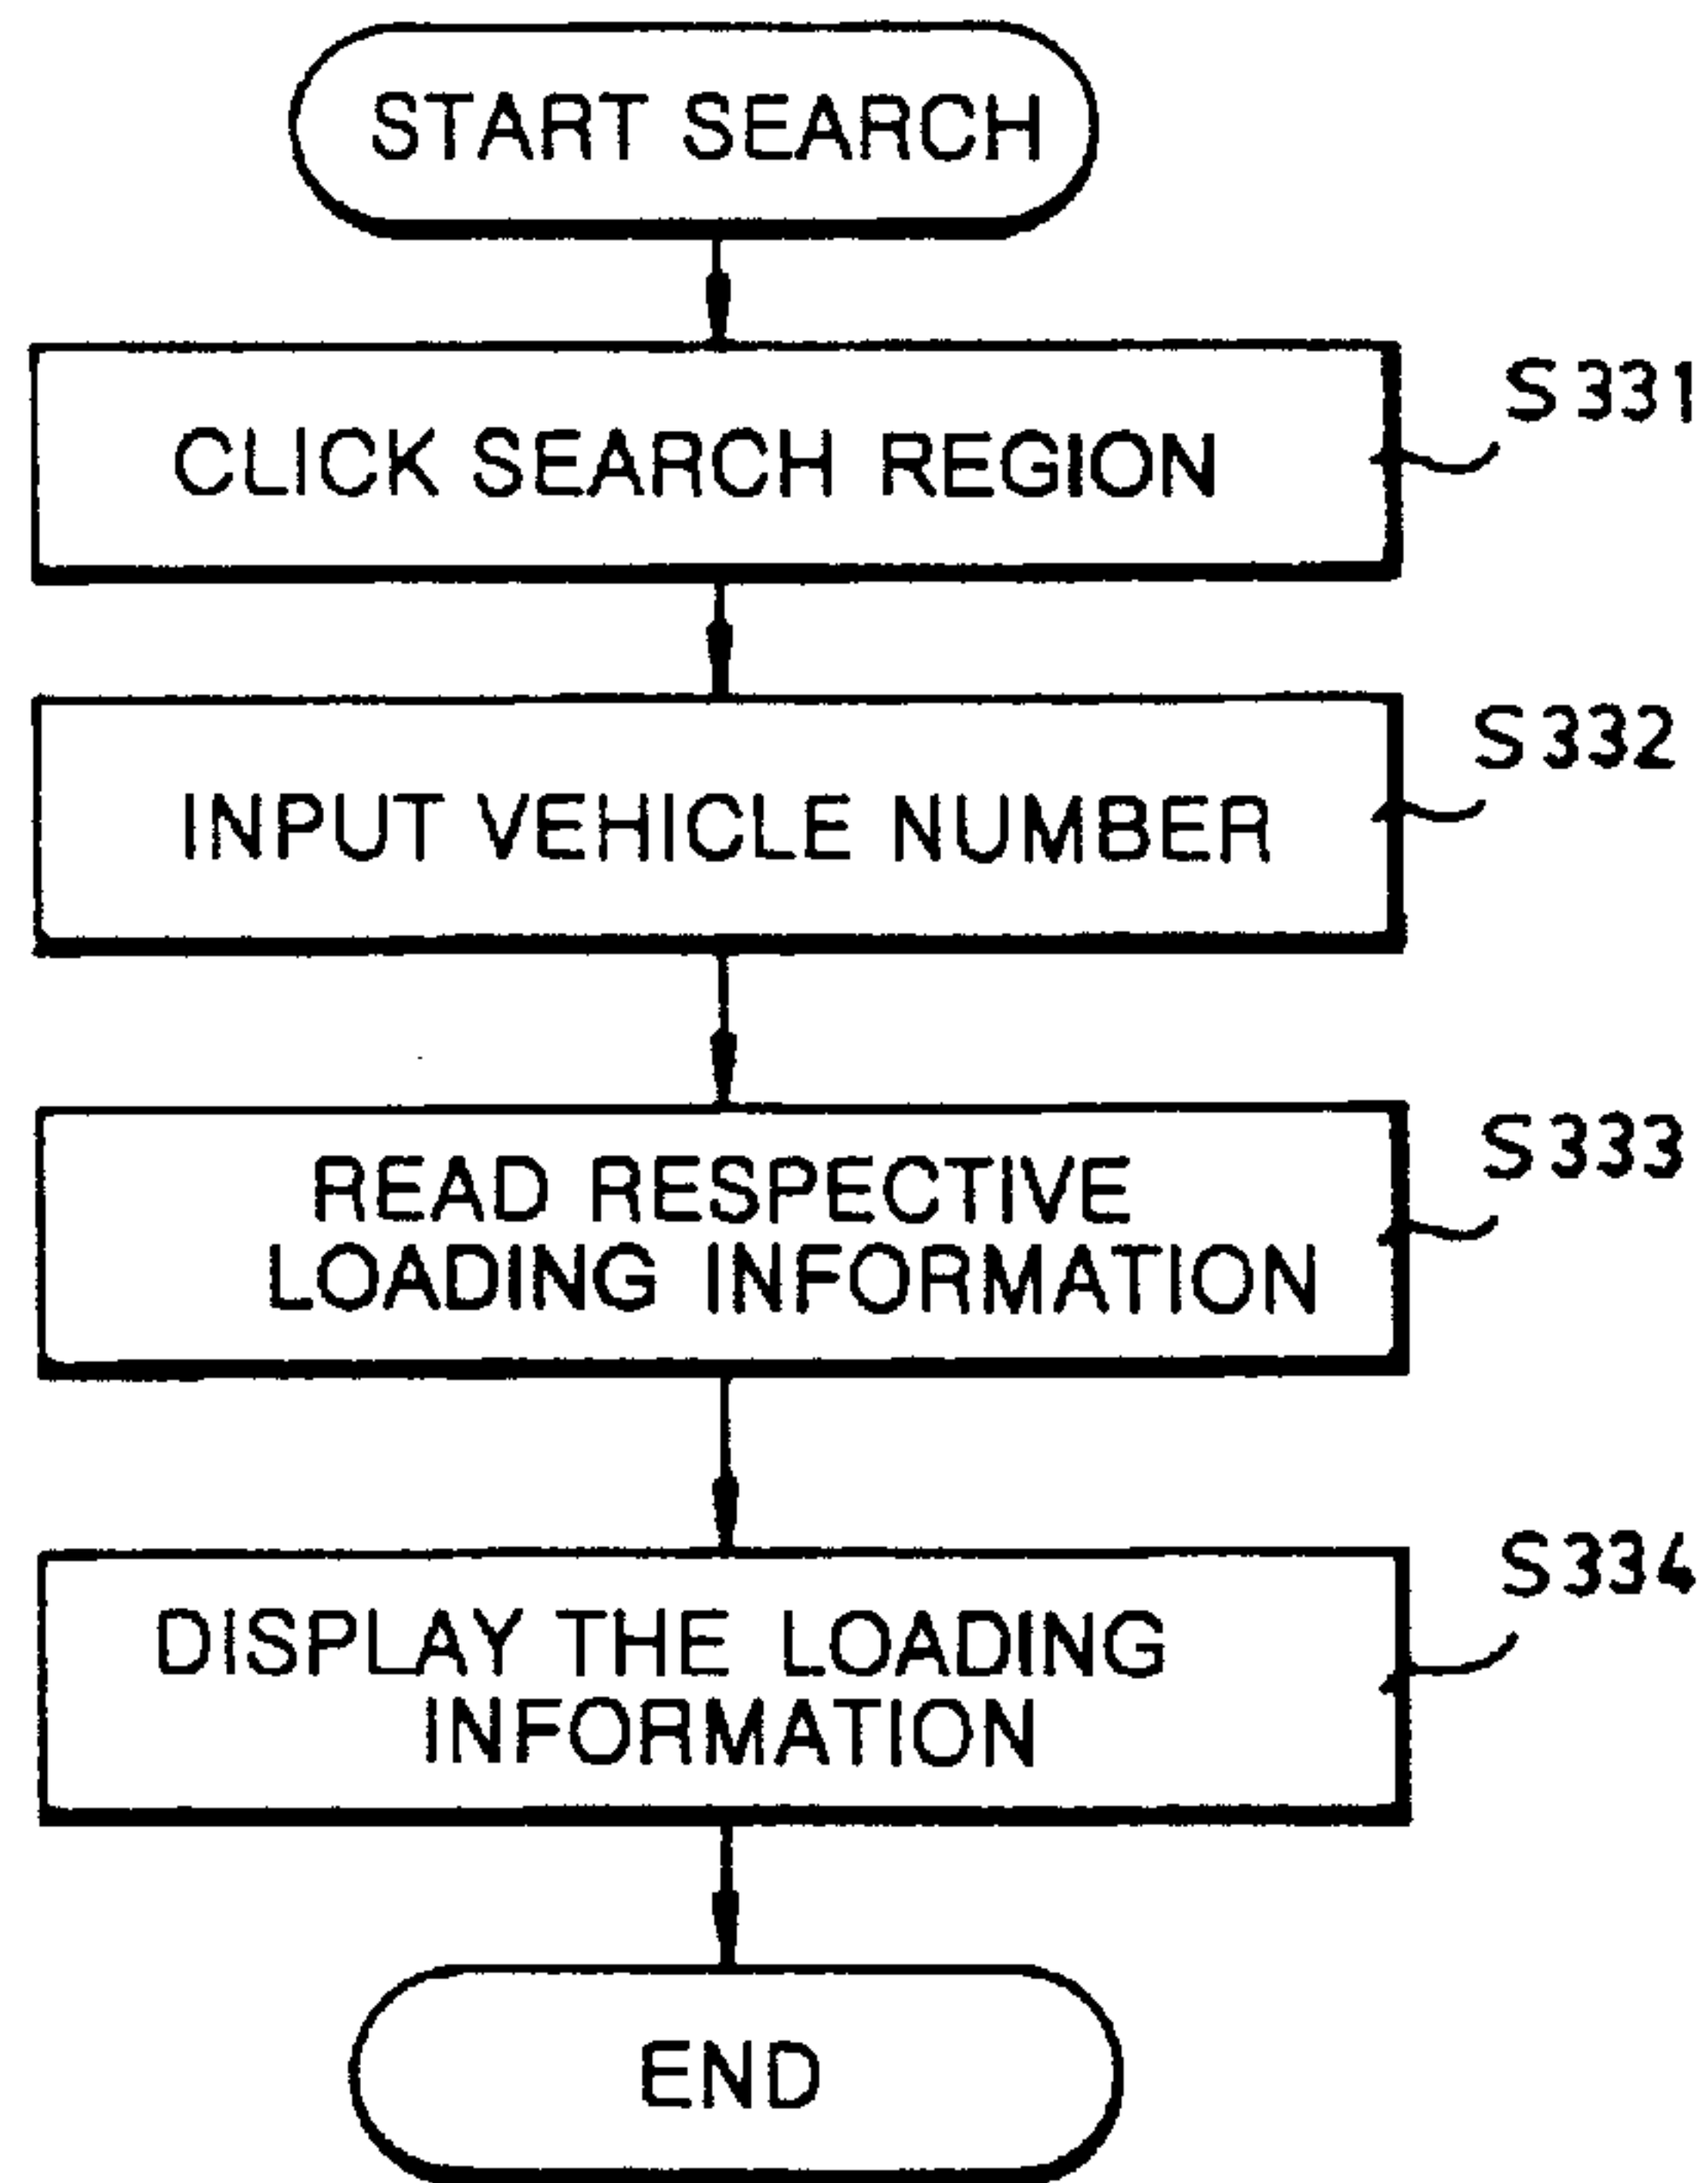 START SEARCH
CLICK SEARCH REGION
S331
INPUT VEHICLE NUMBER
S332
READ RESPECTIVE
LOADING INFORMATION
S333
DISPLAY THE LOADING
INFORMATION
S334
END